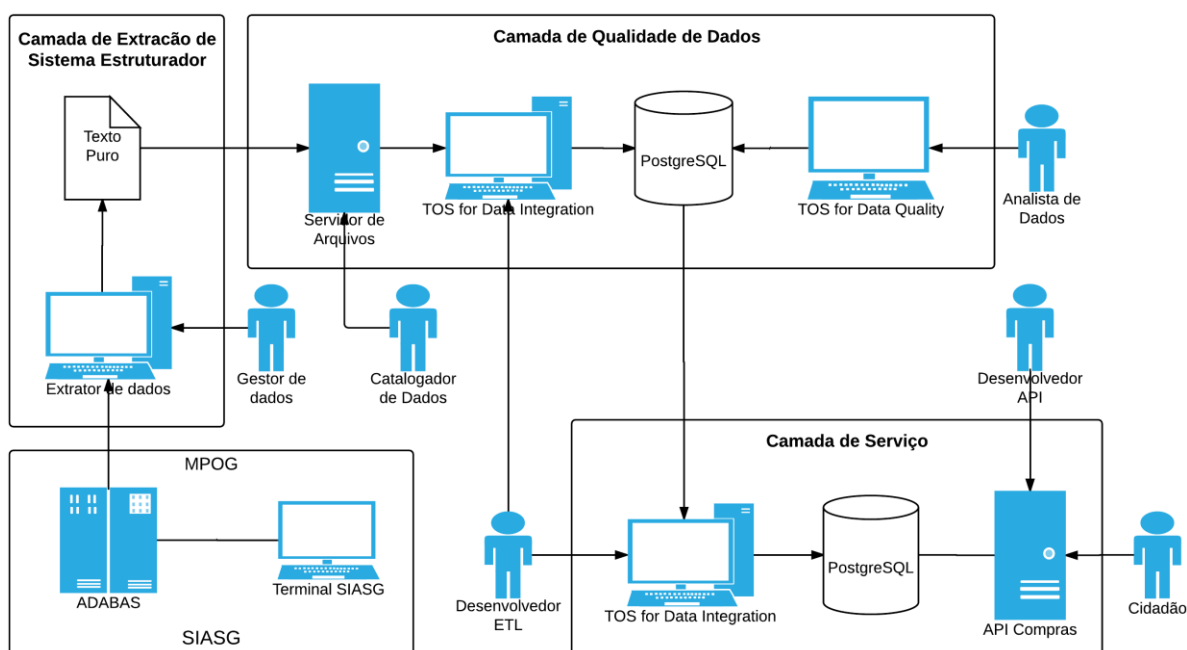 Camada de Extracão de
Sistema Estruturador
Texto
Puro
Extrator de dados
Gestor de
dados
Camada de Qualidade de Dados
Servidor de
Arquivos
TOS for Data Integration
PostgreSQL
TOS for Data Quality
Analista de
Dados
Catalogador
de Dados
Desenvolvedor
API
MPOG
ADABAS
Terminal SIASG
SIASG
Desenvolvedor
ETL
Camada de Serviço
TOS for Data Integration
PostgreSQL
API Compras
Cidadão